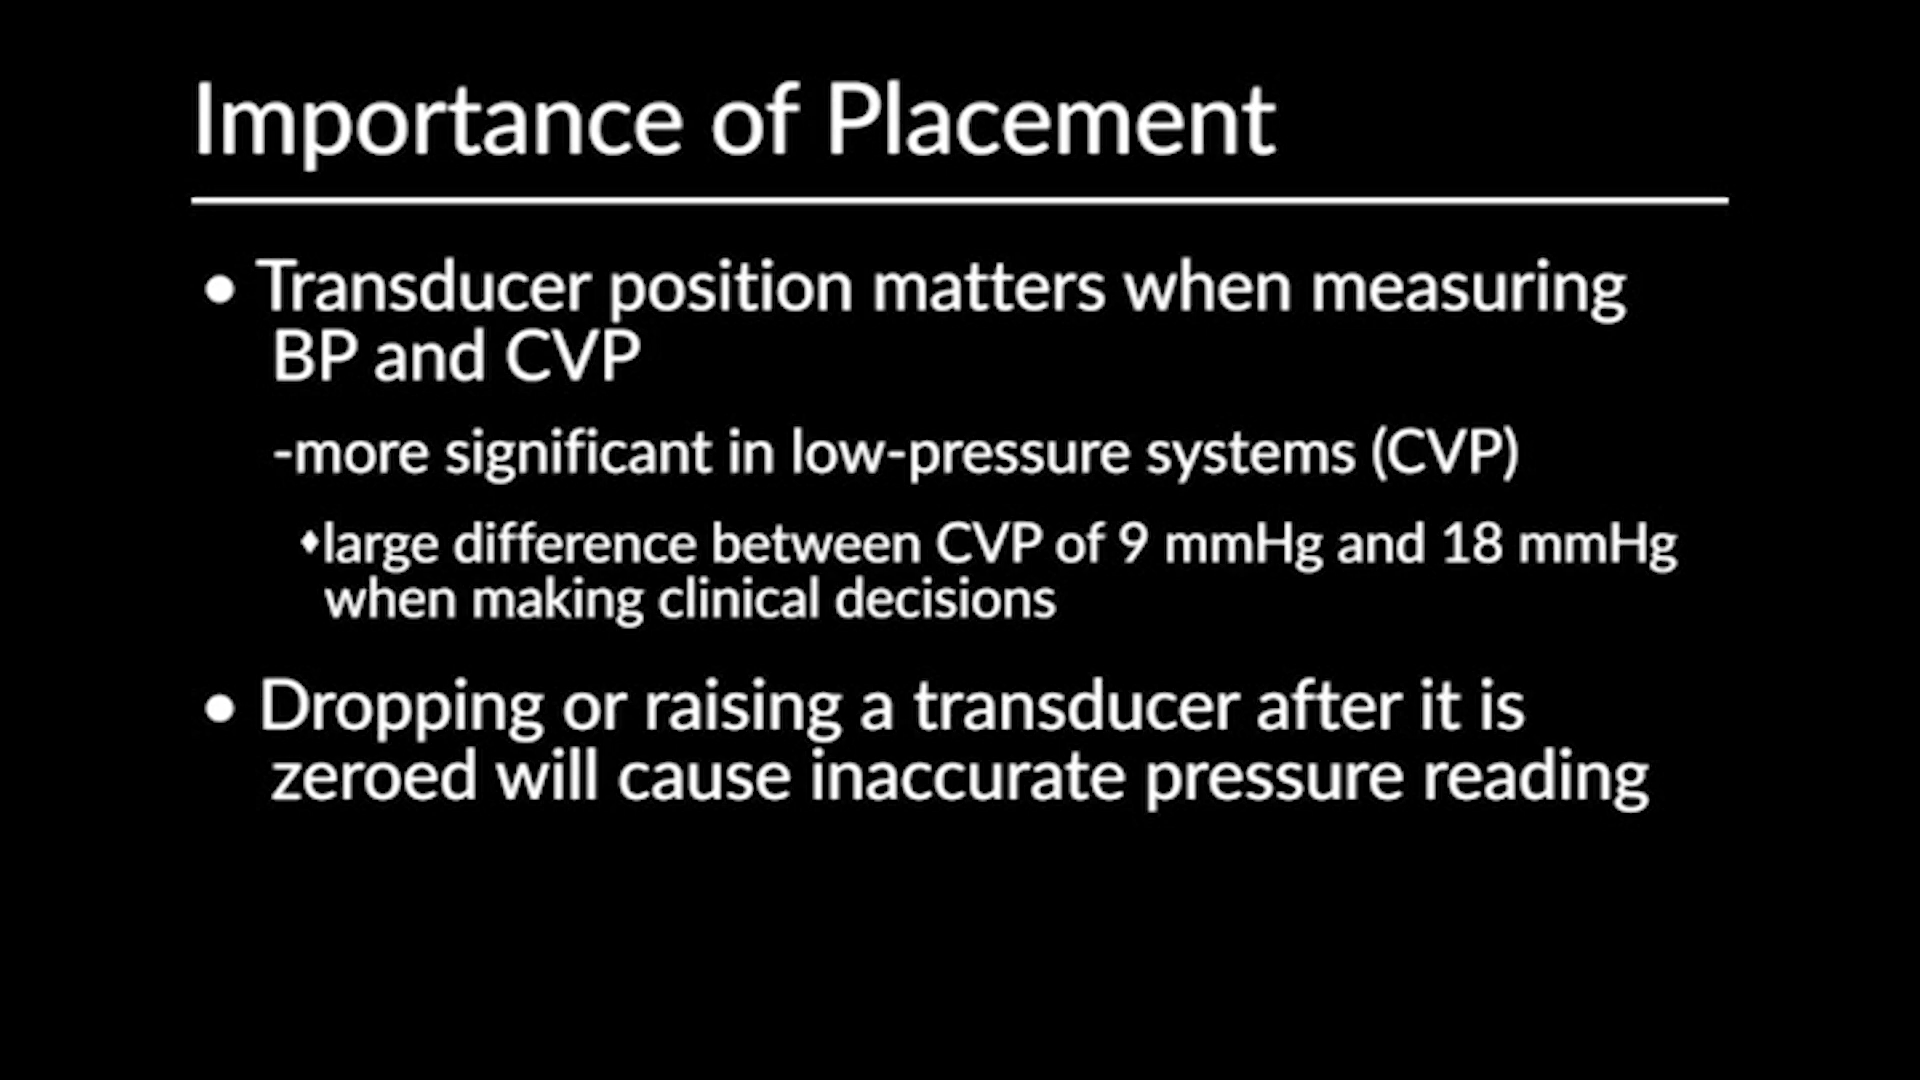 Importance of Placement
• Transducer position matters when measuring
BP and CVP
-more significant in low-pressure systems (CVP)
♦large difference between CVP of 9 mmHg and 18 mmHg
when making clinical decisions
• Dropping or raising a transducer after it is
zeroed will cause inaccurate pressure reading